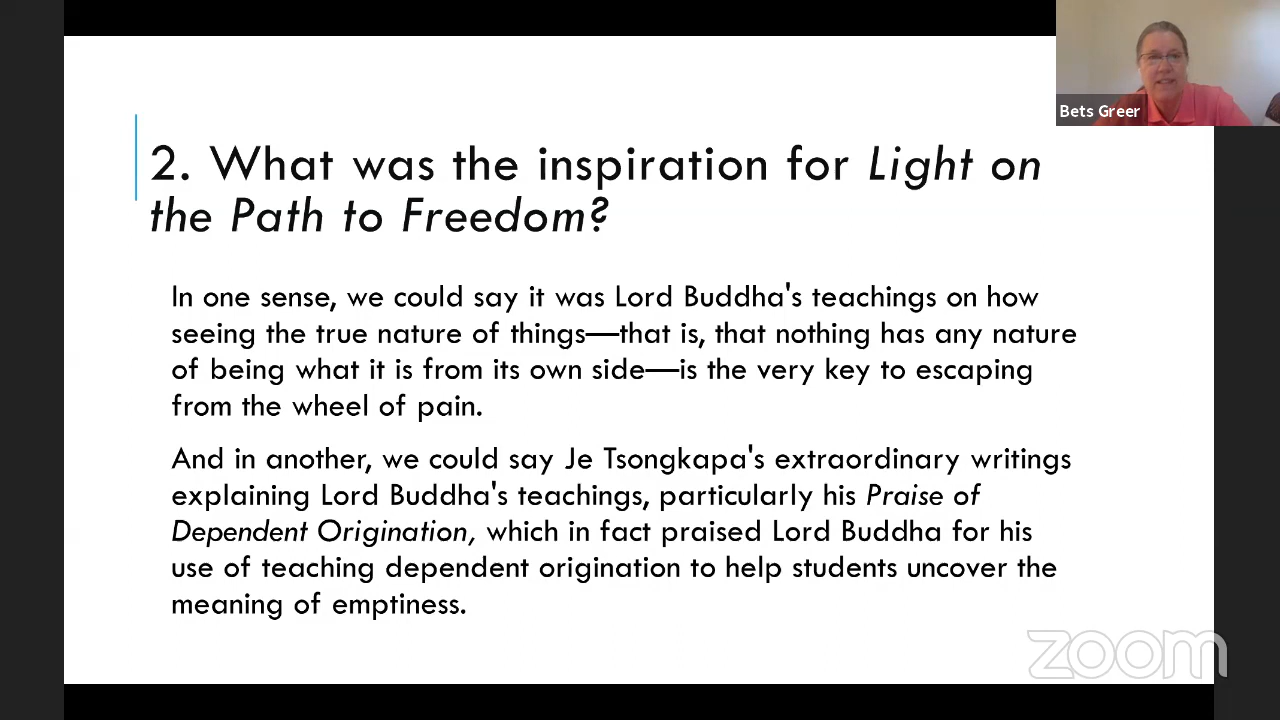 Bets Greer
2. What was the inspiration for Light on
the Path to Freedom?
In one sense, we could say it was Lord Buddha's teachings on how
seeing the true nature of things—that is, that nothing has any nature
of being what it is from its own side—is the very key to escaping
from the wheel of pain.
And in another, we could say Je Tsongkapa's extraordinary writings
explaining Lord Buddha's teachings, particularly his Praise of
Dependent Origination, which in fact praised Lord Buddha for his
use of teaching dependent origination to help students uncover the
meaning of emptiness.
zoom